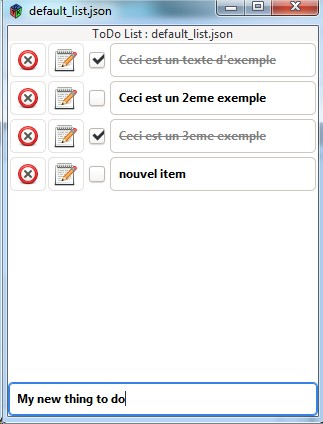 default_list.json
ToDo List : default_list.json
Ceci est un texte d'exemple
Ceci est un 2eme exemple
Ceci est un 3eme exemple
nouvel item
My new thing to do